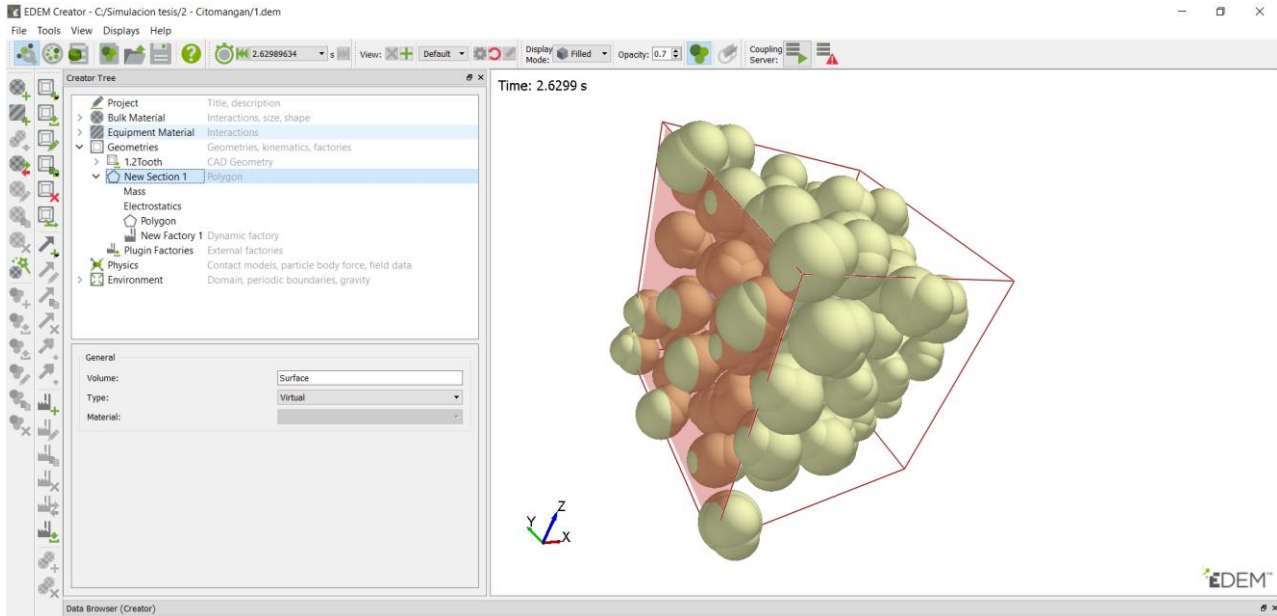 EDEM Creator - C:/Simulacion tesis/2 - Citomangan/1.dem
File Tools View Displays Help
2.62989634 s View: Default Display Mode: Filled Opacity: 0.7 Coupling Server:
Creator Tree
Project Title, description
Bulk Material Interactions, size, shape
Equipment Material Interactions
Geometries Geometries, kinematics, factories
1.2Tooth CAD Geometry
New Section 1 Polygon
Mass
Electrostatics
Polygon
New Factory 1 Dynamic factory
Plugin Factories External factories
Physics Contact models, particle body force, field data
Environment Domain, periodic boundaries, gravity
General
Volume: Surface
Type: Virtual
Material:
Data Browser (Creator)
Time: 2.6299 s
Z
Y
X
EDEM™